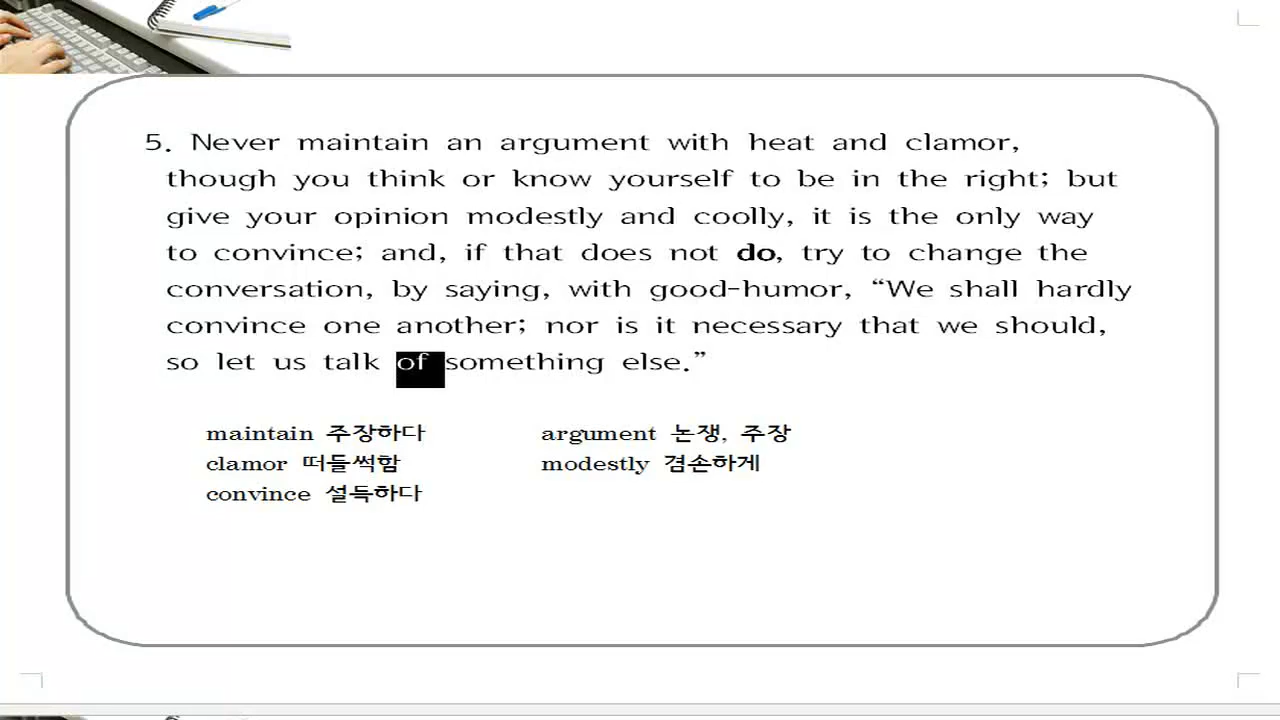 5. Never maintain an argument with heat and clamor,
though you think or know yourself to be in the right; but
give your opinion modestly and coolly, it is the only way
to convince; and, if that does not do, try to change the
conversation, by saying, with good-humor, “We shall hardly
convince one another; nor is it necessary that we should,
so let us talk of something else.”
maintain 주장하다 argument 논쟁, 주장
clamor 떠들썩함 modestly 겸손하게
convince 설득하다